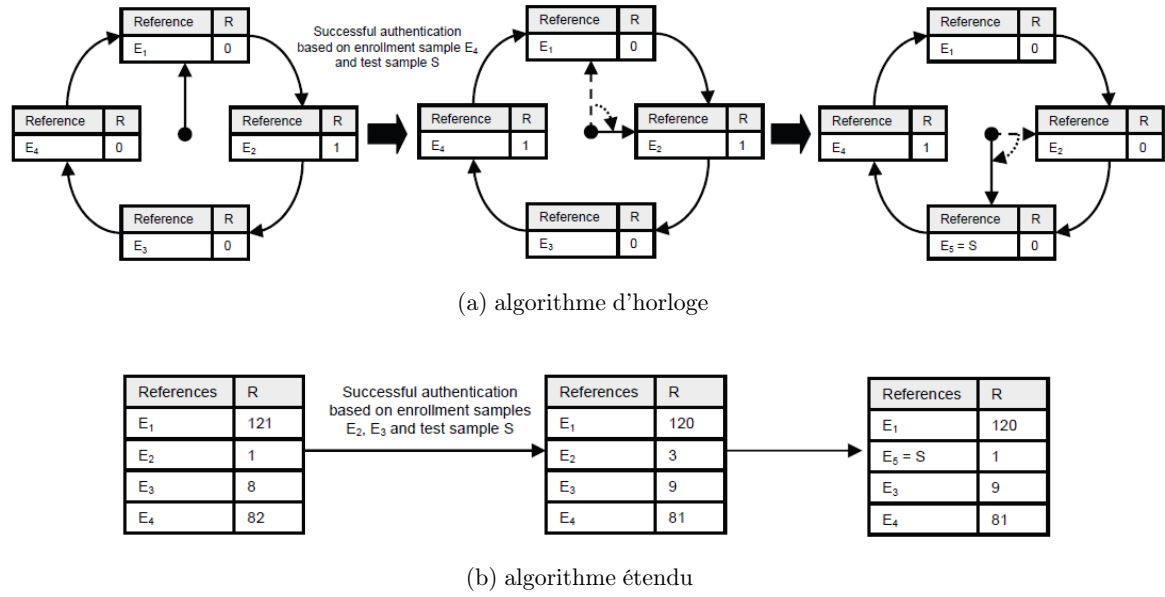 Reference R
E₁ 0
Reference R
E₄ 0
Reference R
E₂ 1
Reference R
E₃ 0
Successful authentication
based on enrollment sample E₄
and test sample S
Reference R
E₁ 0
Reference R
E₄ 1
Reference R
E₂ 1
Reference R
E₃ 0
Reference R
E₁ 0
Reference R
E₄ 1
Reference R
E₂ 0
Reference R
E₅ = S 0
(a) algorithme d'horloge
References R
E₁ 121
E₂ 1
E₃ 8
E₄ 82
Successful authentication
based on enrollment samples
E₂, E₃ and test sample S
References R
E₁ 120
E₂ 3
E₃ 9
E₄ 81
References R
E₁ 120
E₅ = S 1
E₃ 9
E₄ 81
(b) algorithme étendu